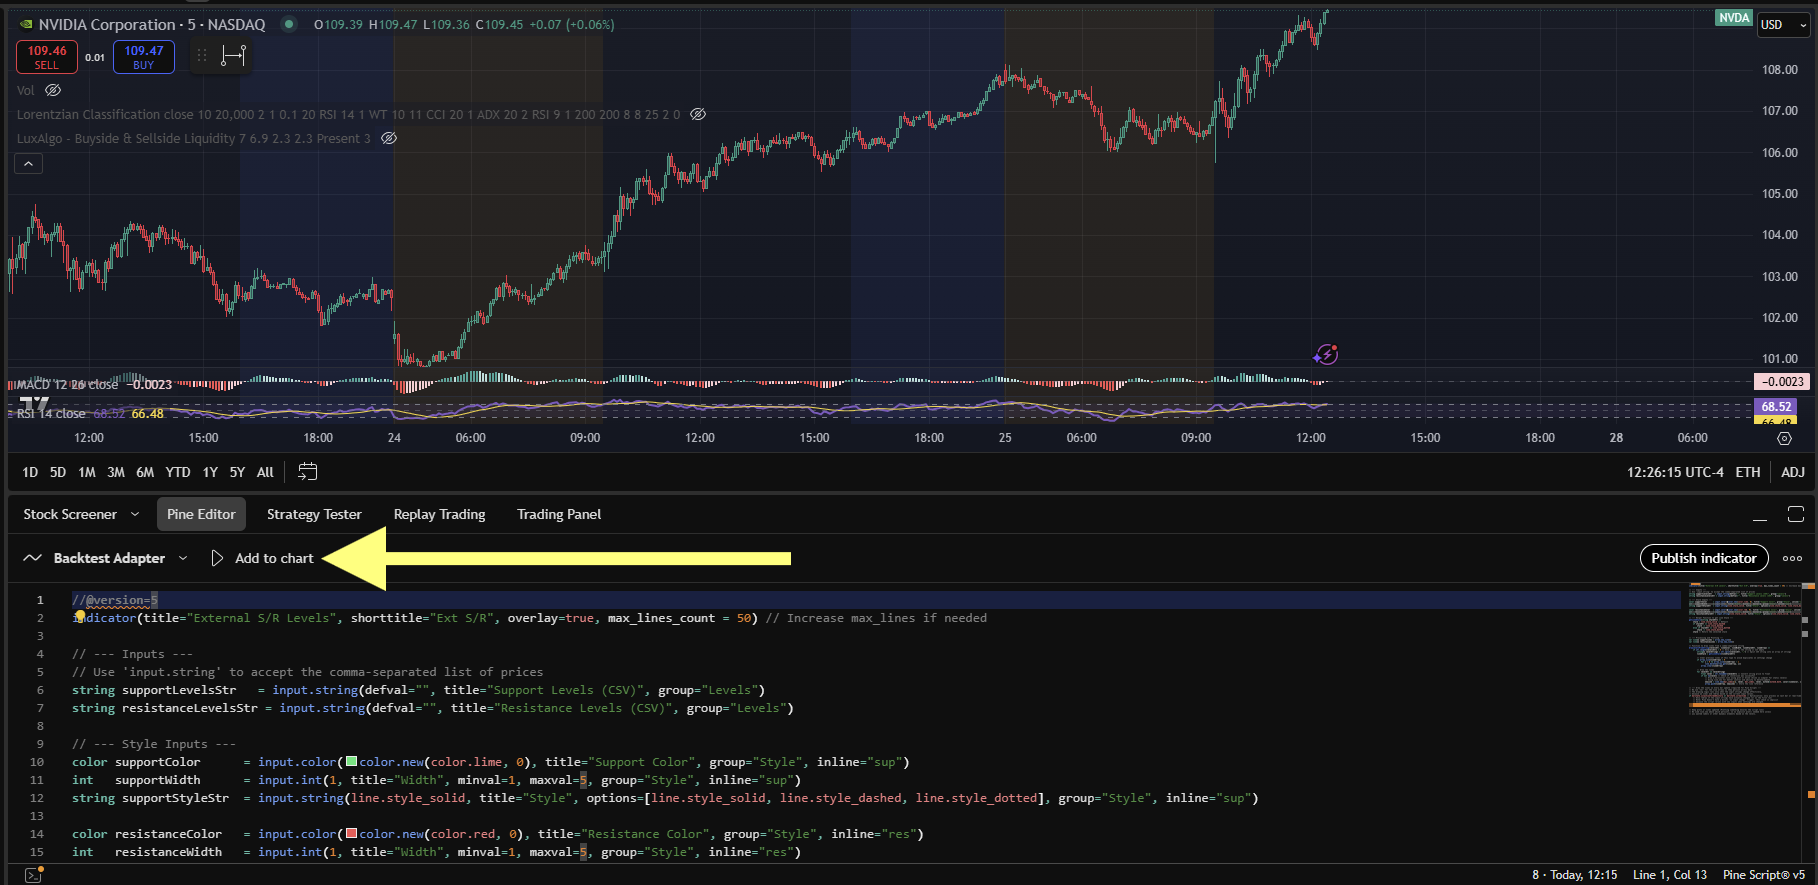 NVIDIA Corporation · 5 · NASDAQ O109.39 H109.47 L109.36 C109.45 +0.07 (+0.06%)
NVDA
USD
109.46
SELL
0.01
109.47
BUY
Vol
Lorentzian Classification close 10 20,000 2 1 0.1 20 RSI 14 1 WT 10 11 CCI 20 1 ADX 20 2 RSI 9 1 200 200 8 8 25 2 0
LuxAlgo - Buyside & Sellside Liquidity 7 6.9 2.3 2.3 Present 3
108.00
107.00
106.00
105.00
104.00
103.00
102.00
101.00
MACD 12 26 close −0.0023
−0.0023
RSI 14 close 68.52 66.48
68.52
66.48
12:00 15:00 18:00 24 06:00 09:00 12:00 15:00 18:00 25 06:00 09:00 12:00 15:00 18:00 28 06:00
1D 5D 1M 3M 6M YTD 1Y 5Y All
12:26:15 UTC-4 ETH ADJ
Stock Screener Pine Editor Strategy Tester Replay Trading Trading Panel
Backtest Adapter Add to chart Publish indicator
1 //@version=5
2 indicator(title="External S/R Levels", shorttitle="Ext S/R", overlay=true, max_lines_count = 50) // Increase max_lines if needed
3
4 // --- Inputs ---
5 // Use 'input.string' to accept the comma-separated list of prices
6 string supportLevelsStr = input.string(defval="", title="Support Levels (CSV)", group="Levels")
7 string resistanceLevelsStr = input.string(defval="", title="Resistance Levels (CSV)", group="Levels")
8
9 // --- Style Inputs ---
10 color supportColor = input.color(color.new(color.lime, 0), title="Support Color", group="Style", inline="sup")
11 int supportWidth = input.int(1, title="Width", minval=1, maxval=5, group="Style", inline="sup")
12 string supportStyleStr = input.string(line.style_solid, title="Style", options=[line.style_solid, line.style_dashed, line.style_dotted], group="Style", inline="sup")
13
14 color resistanceColor = input.color(color.new(color.red, 0), title="Resistance Color", group="Style", inline="res")
15 int resistanceWidth = input.int(1, title="Width", minval=1, maxval=5, group="Style", inline="res")
8 · Today, 12:15 Line 1, Col 13 Pine Script® v5